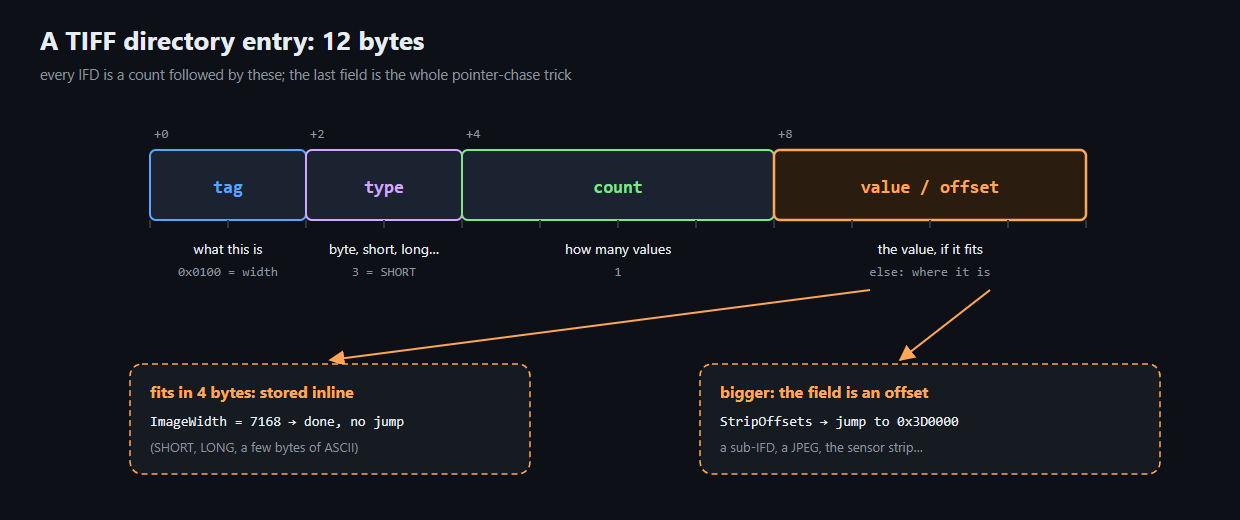 A TIFF directory entry: 12 bytes
every IFD is a count followed by these; the last field is the whole pointer-chase trick
+0 +2 +4 +8
tag type count value / offset
what this is byte, short, long… how many values the value, if it fits
0x0100 = width 3 = SHORT 1 else: where it is
fits in 4 bytes: stored inline
ImageWidth = 7168 → done, no jump
(SHORT, LONG, a few bytes of ASCII)
bigger: the field is an offset
StripOffsets → jump to 0x3D0000
a sub-IFD, a JPEG, the sensor strip…